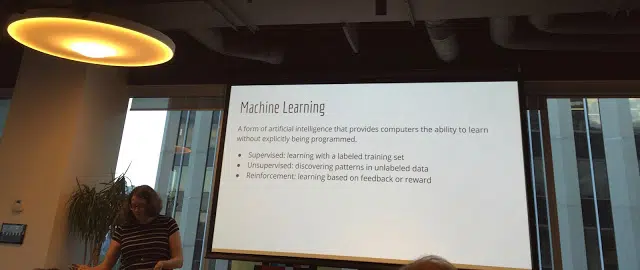 Machine Learning
A form of artificial intelligence that provides computers the ability to learn
without explicitly being programmed.
● Supervised: learning with a labeled training set
● Unsupervised: discovering patterns in unlabeled data
● Reinforcement: learning based on feedback or reward